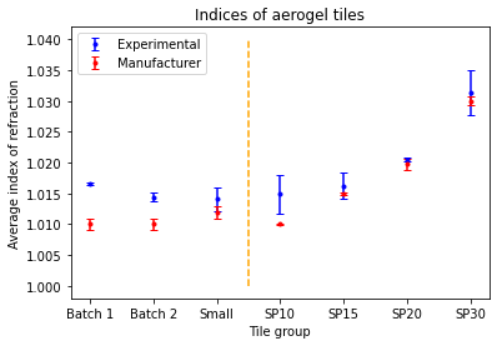 Indices of aerogel tiles
Experimental
Manufacturer
Average index of refraction
1.040
1.035
1.030
1.025
1.020
1.015
1.010
1.005
1.000
Batch 1 Batch 2 Small SP10 SP15 SP20 SP30
Tile group